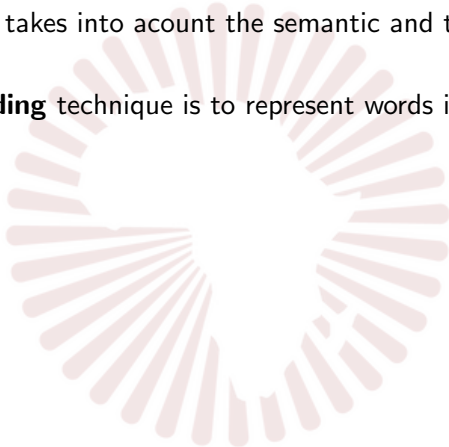 takes into acount the semantic and t
ding technique is to represent words i